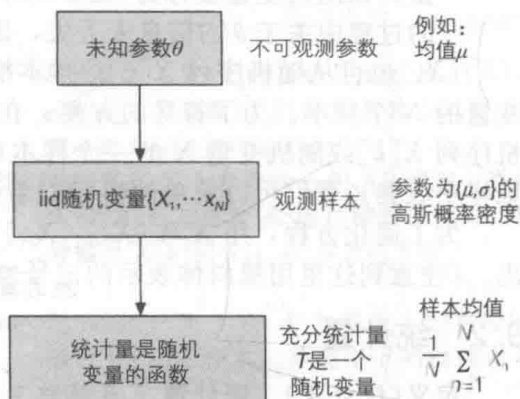 未知参数θ
不可观测参数
例如:
均值μ
iid随机变量{X₁,⋯x_N}
观测样本
参数为{μ,σ}的
高斯概率密度
统计量是随机
变量的函数
充分统计量
T是一个
随机变量
样本均值
1/N ∑_{n=1}^{N} X₁